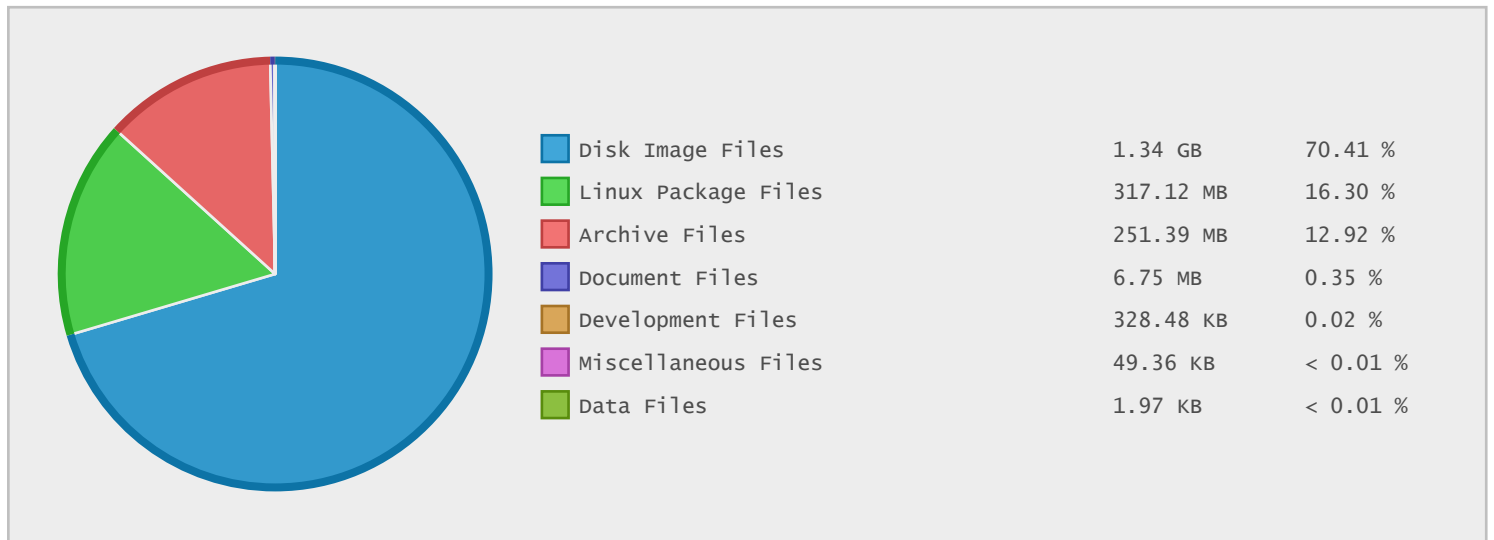 Disk Image Files 1.34 GB 70.41 %
Linux Package Files 317.12 MB 16.30 %
Archive Files 251.39 MB 12.92 %
Document Files 6.75 MB 0.35 %
Development Files 328.48 KB 0.02 %
Miscellaneous Files 49.36 KB < 0.01 %
Data Files 1.97 KB < 0.01 %